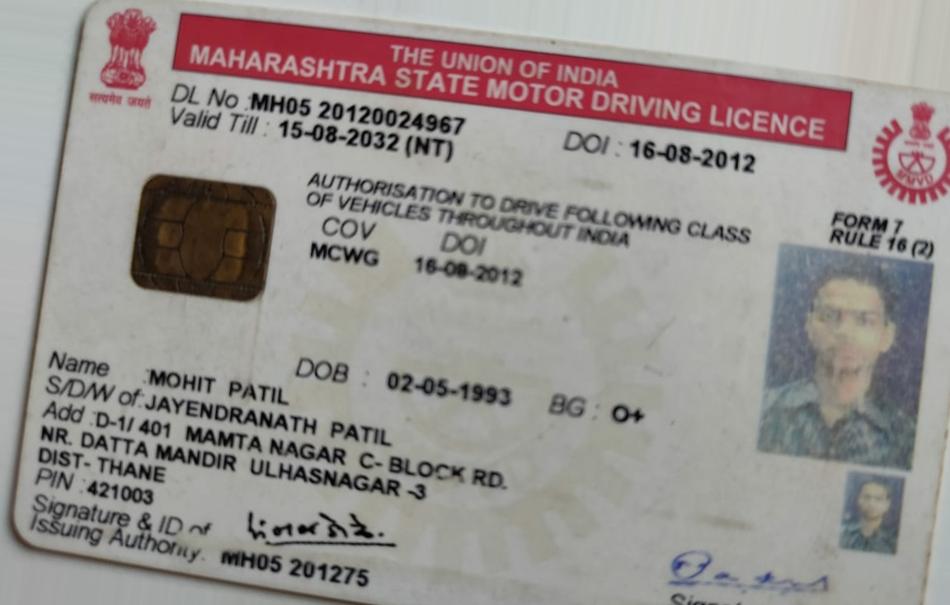 THE UNION OF INDIA
MAHARASHTRA STATE MOTOR DRIVING LICENCE
सत्यमेव जयते
DL No : MH05 20120024967 DOI : 16-08-2012
Valid Till : 15-08-2032 (NT)
AUTHORISATION TO DRIVE FOLLOWING CLASS
OF VEHICLES THROUGHOUT INDIA
COV DOI
MCWG 16-08-2012
FORM 7
RULE 16 (2)
Name : MOHIT PATIL DOB : 02-05-1993 BG : O+
S/D/W of : JAYENDRANATH PATIL
Add : D-1/ 401 MAMTA NAGAR C- BLOCK RD.
NR. DATTA MANDIR ULHASNAGAR -3
DIST- THANE
PIN : 421003
Signature & ID of
Issuing Authority. MH05 201275